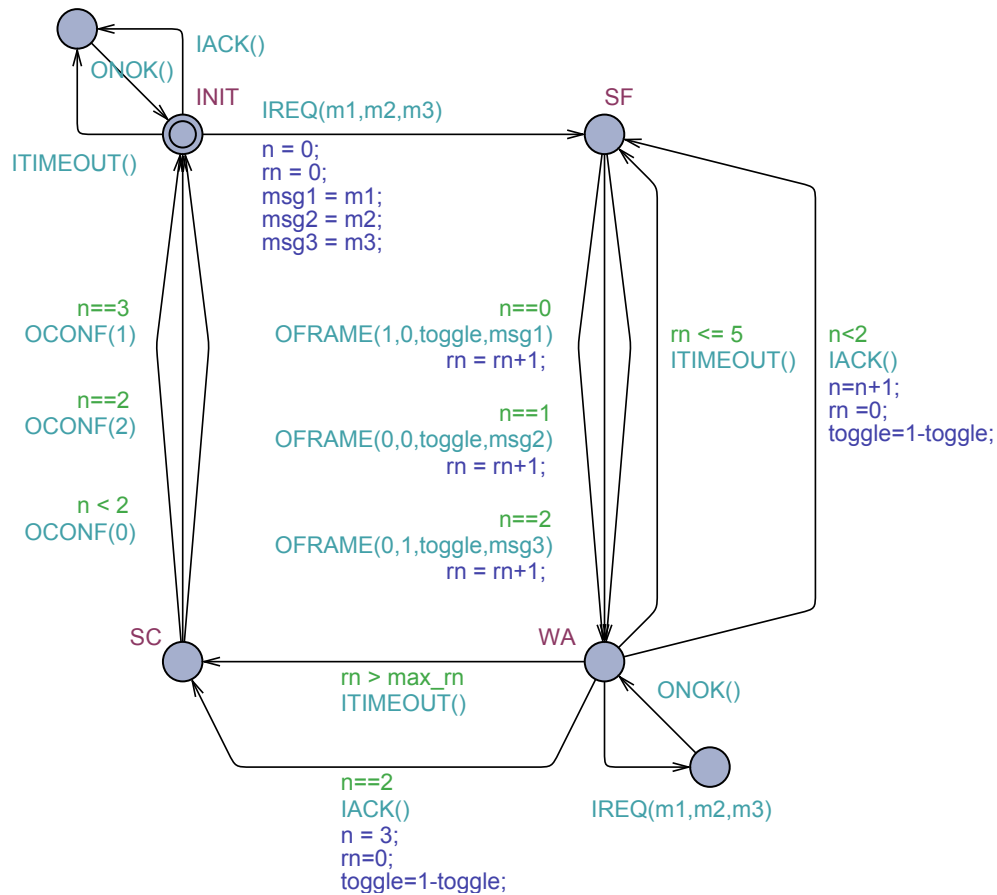 IACK()
ONOK()
INIT
SF
IREQ(m1,m2,m3)
ITIMEOUT()
n = 0;
rn = 0;
msg1 = m1;
msg2 = m2;
msg3 = m3;
n==3
OCONF(1)
n==2
OCONF(2)
n < 2
OCONF(0)
n==0
OFRAME(1,0,toggle,msg1)
rn = rn+1;
n==1
OFRAME(0,0,toggle,msg2)
rn = rn+1;
n==2
OFRAME(0,1,toggle,msg3)
rn = rn+1;
rn <= 5
ITIMEOUT()
n<2
IACK()
n=n+1;
rn =0;
toggle=1-toggle;
SC
WA
rn > max_rn
ITIMEOUT()
ONOK()
IREQ(m1,m2,m3)
n==2
IACK()
n = 3;
rn=0;
toggle=1-toggle;